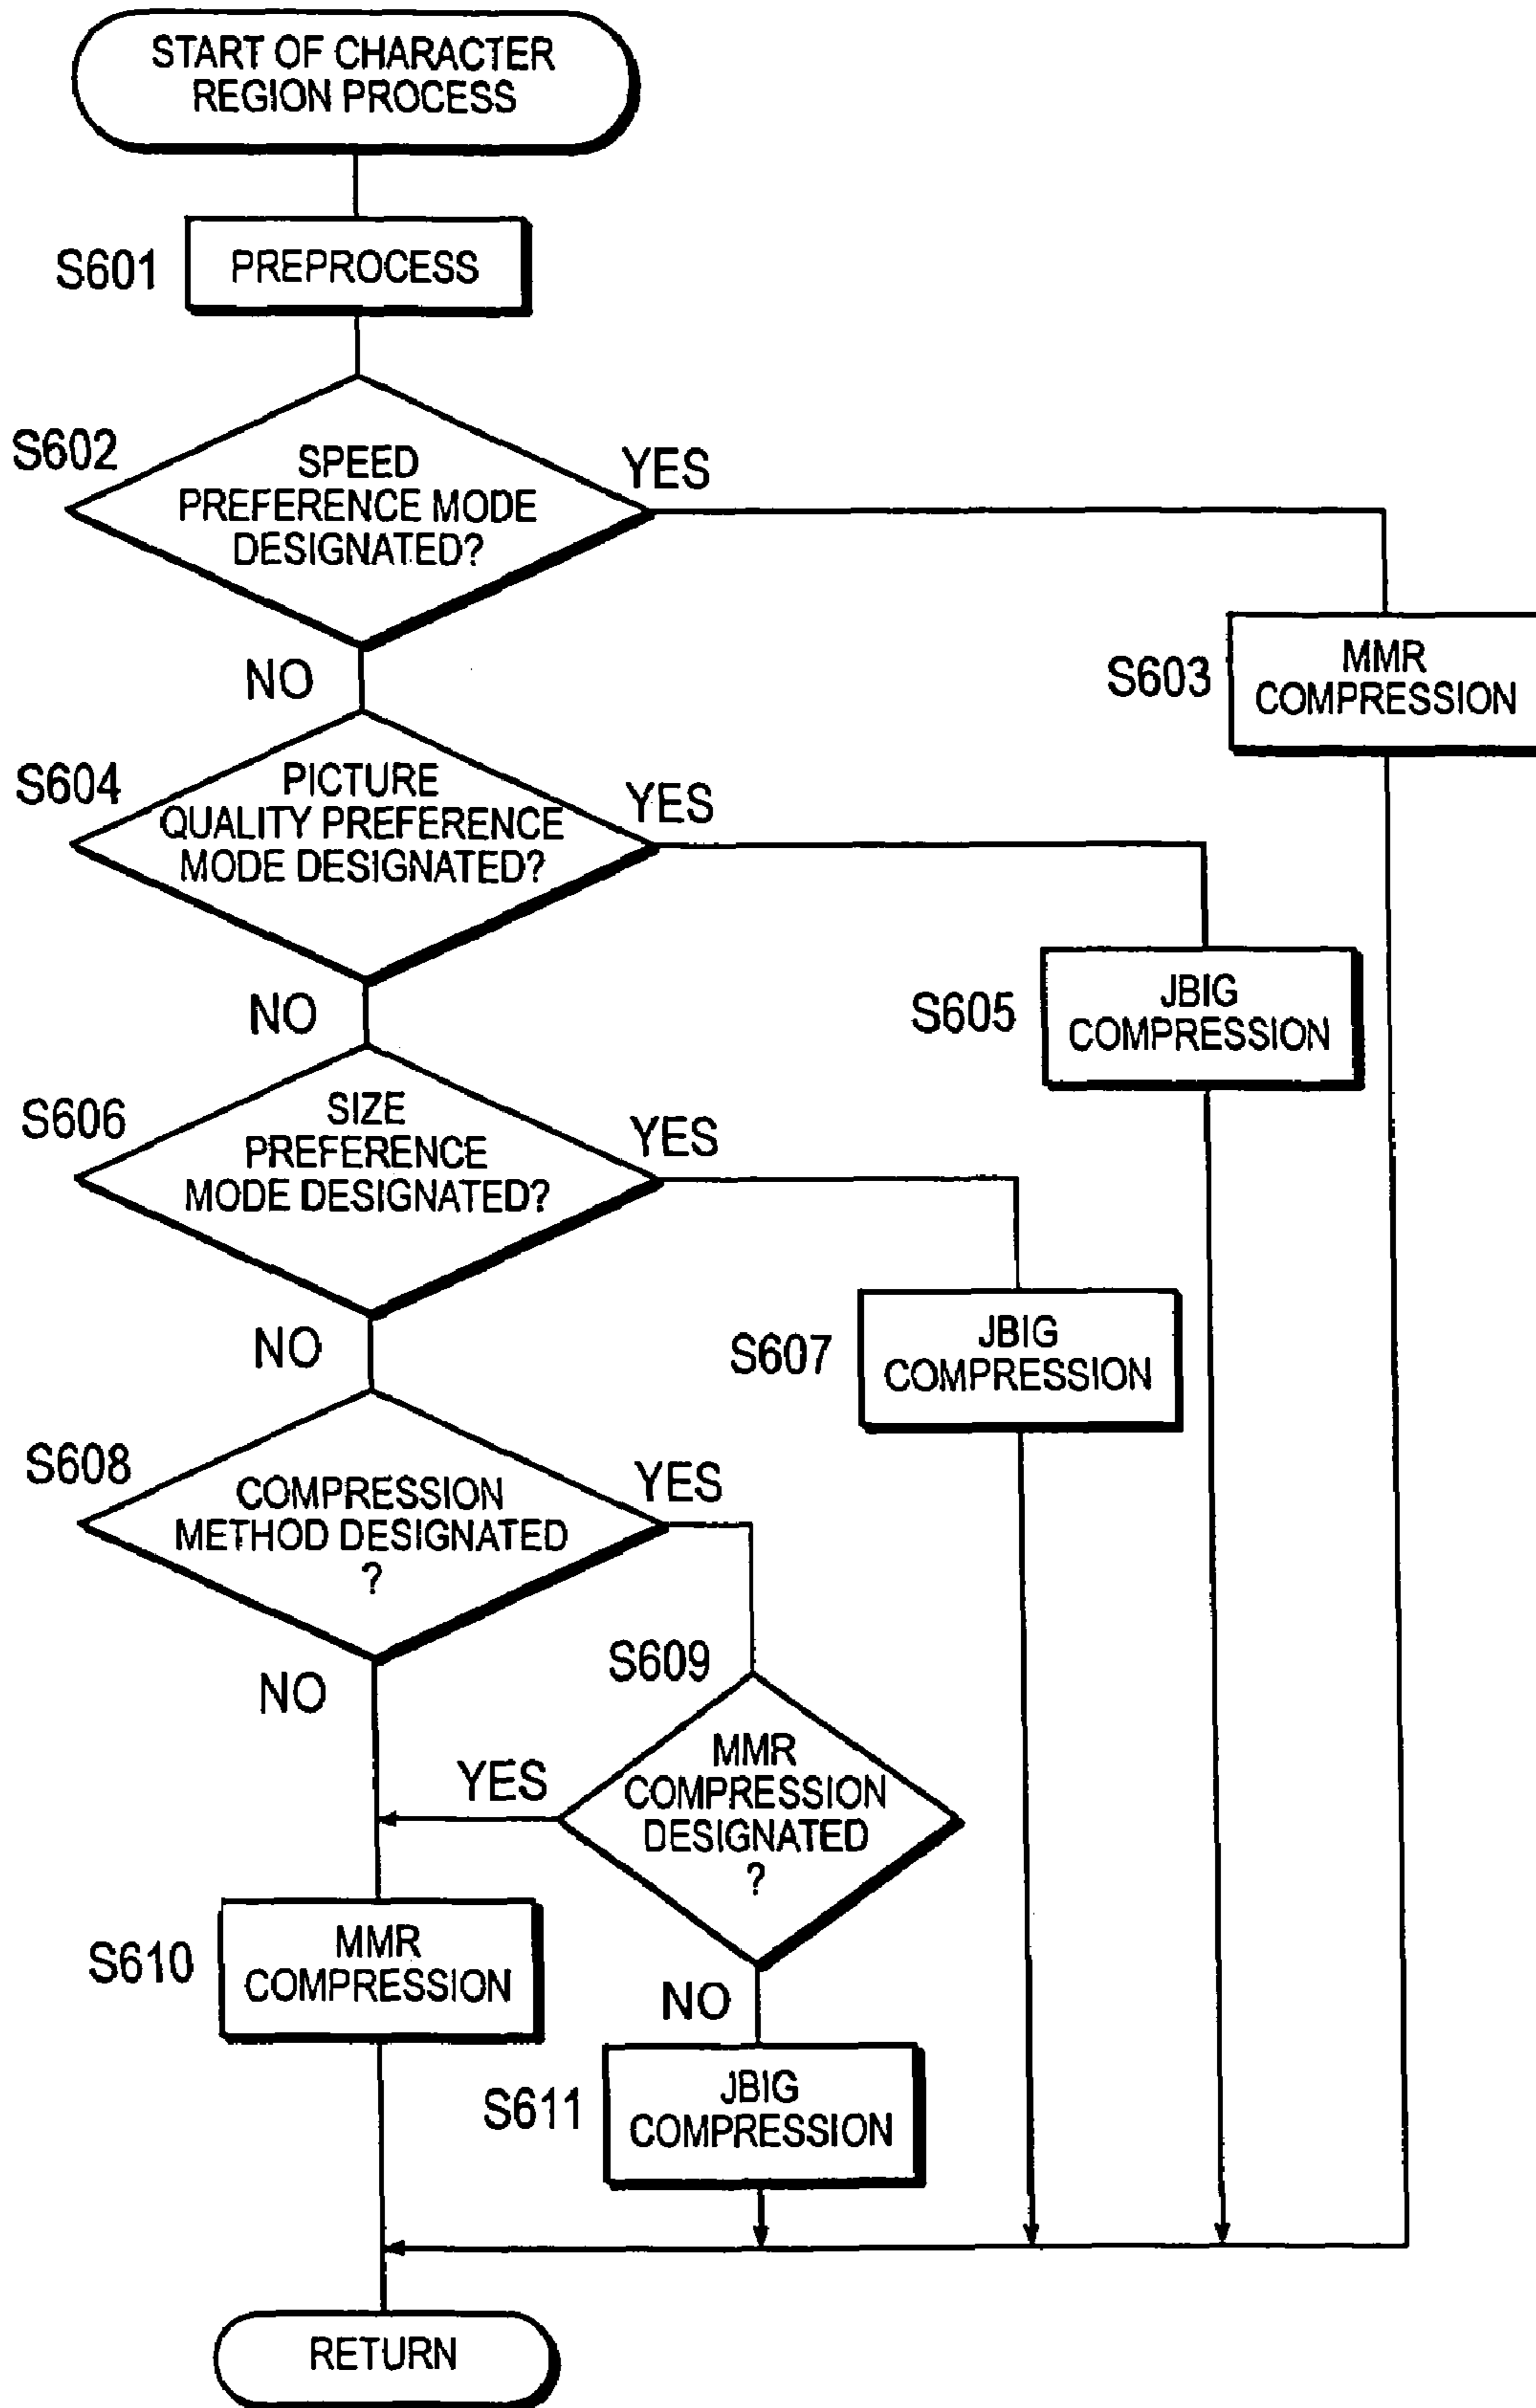 START OF CHARACTER
REGION PROCESS
S601
PREPROCESS
S602
SPEED
PREFERENCE MODE
DESIGNATED?
YES
NO
S603
MMR
COMPRESSION
S604
PICTURE
QUALITY PREFERENCE
MODE DESIGNATED?
YES
NO
S605
JBIG
COMPRESSION
S606
SIZE
PREFERENCE
MODE DESIGNATED?
YES
NO
S607
JBIG
COMPRESSION
S608
COMPRESSION
METHOD DESIGNATED
?
YES
NO
S609
MMR
COMPRESSION
DESIGNATED
?
YES
NO
S610
MMR
COMPRESSION
S611
JBIG
COMPRESSION
RETURN